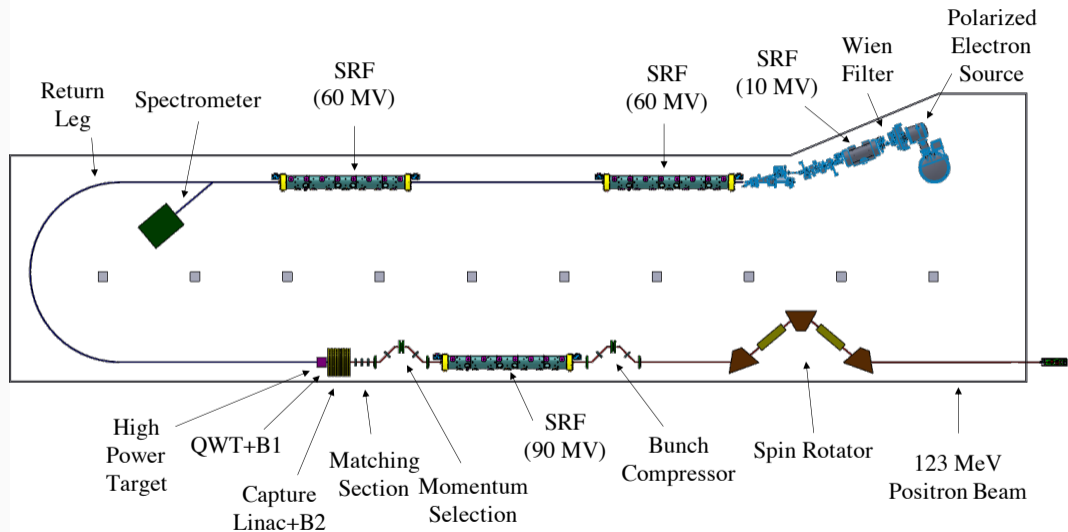 Polarized
Electron
Source
Wien
Filter
SRF
(10 MV)
SRF
(60 MV)
SRF
(60 MV)
Spectrometer
Return
Leg
High
Power
Target
QWT+B1
Capture
Linac+B2
Matching
Section
Momentum
Selection
SRF
(90 MV)
Bunch
Compressor
Spin Rotator
123 MeV
Positron Beam